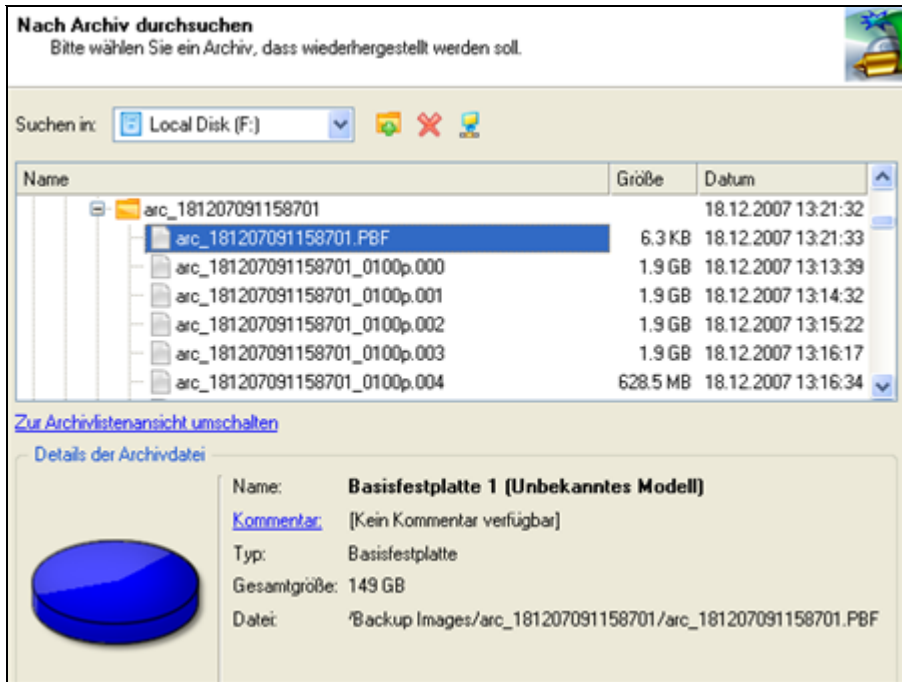 Nach Archiv durchsuchen
Bitte wählen Sie ein Archiv, dass wiederhergestellt werden soll.
Suchen in: Local Disk (F:)
Name Größe Datum
arc_181207091158701 18.12.2007 13:21:32
arc_181207091158701.PBF 6.3 KB 18.12.2007 13:21:33
arc_181207091158701_0100p.000 1.9 GB 18.12.2007 13:13:39
arc_181207091158701_0100p.001 1.9 GB 18.12.2007 13:14:32
arc_181207091158701_0100p.002 1.9 GB 18.12.2007 13:15:22
arc_181207091158701_0100p.003 1.9 GB 18.12.2007 13:16:17
arc_181207091158701_0100p.004 628.5 MB 18.12.2007 13:16:34
Zur Archivlistenansicht umschalten
Details der Archivdatei
Name: Basisfestplatte 1 (Unbekanntes Modell)
Kommentar: [Kein Kommentar verfügbar]
Typ: Basisfestplatte
Gesamtgröße: 149 GB
Datei: /Backup Images/arc_181207091158701/arc_181207091158701.PBF